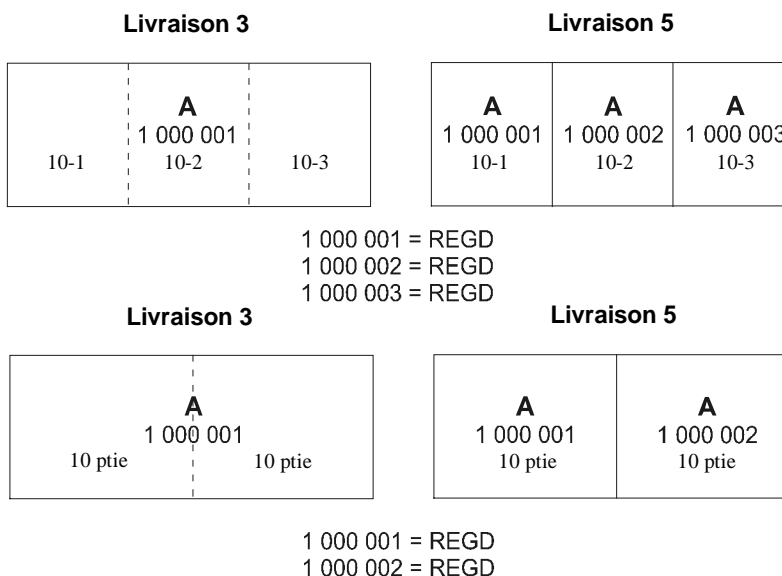 Livraison 3
Livraison 5
A
1 000 001
10-1
10-2
10-3
A
A
A
1 000 001
1 000 002
1 000 003
10-1
10-2
10-3
1 000 001 = REGD
1 000 002 = REGD
1 000 003 = REGD
Livraison 3
Livraison 5
A
1 000 001
10 ptie
10 ptie
A
A
1 000 001
1 000 002
10 ptie
10 ptie
1 000 001 = REGD
1 000 002 = REGD